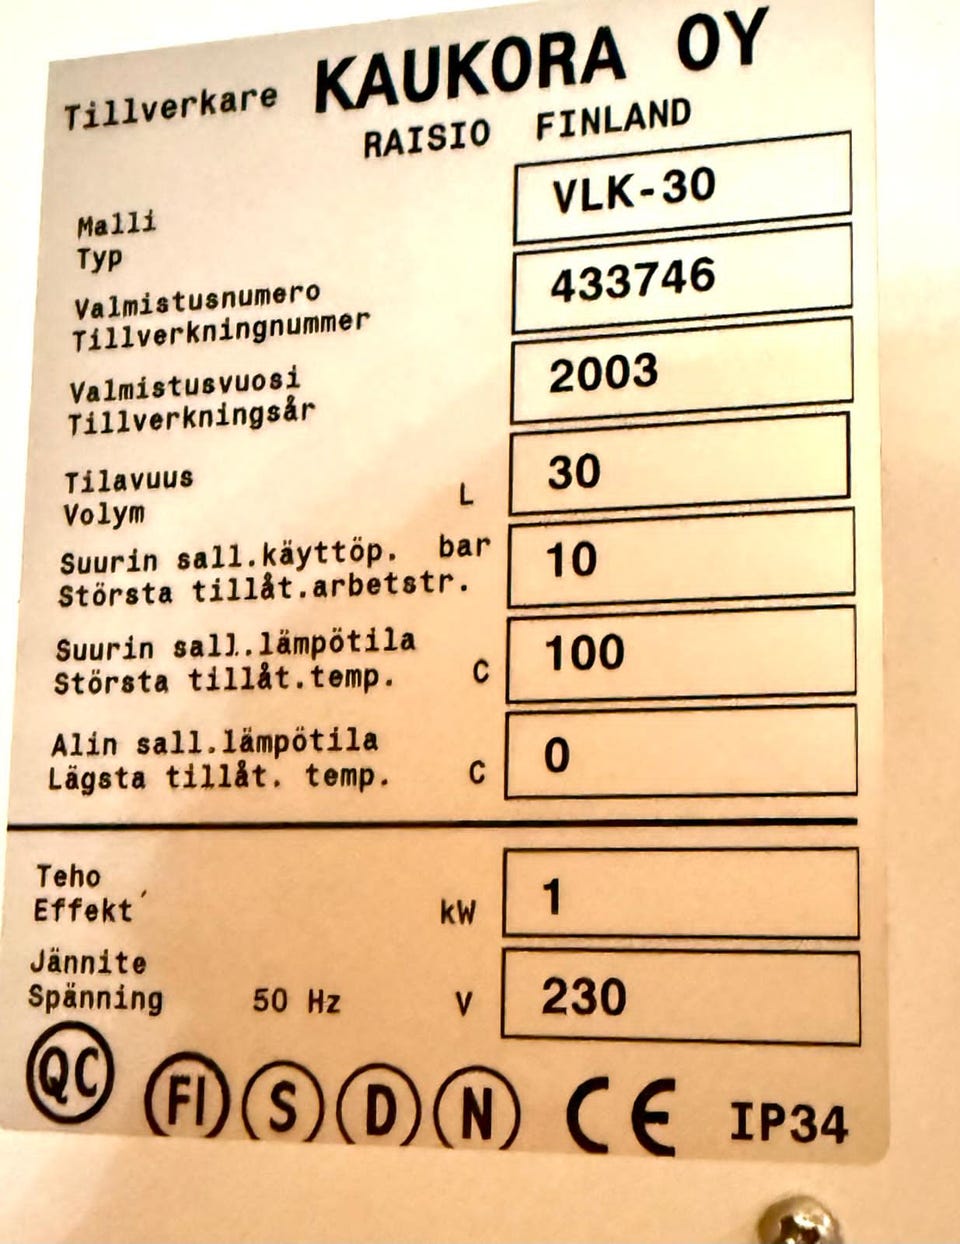 Tillverkare KAUKORA OY
RAISIO FINLAND
Malli
Typ
VLK-30
Valmistusnumero
Tillverkningnummer
433746
Valmistusvuosi
Tillverkningsår
2003
Tilavuus
Volym L
30
Suurin sall.käyttöp. bar
Största tillåt.arbetstr.
10
Suurin sall.lämpötila
Största tillåt.temp. C
100
Alin sall.lämpötila
Lägsta tillåt. temp. C
0
Teho
Effekt kW
1
Jännite
Spänning 50 Hz V
230
QC FI S D N CE IP34